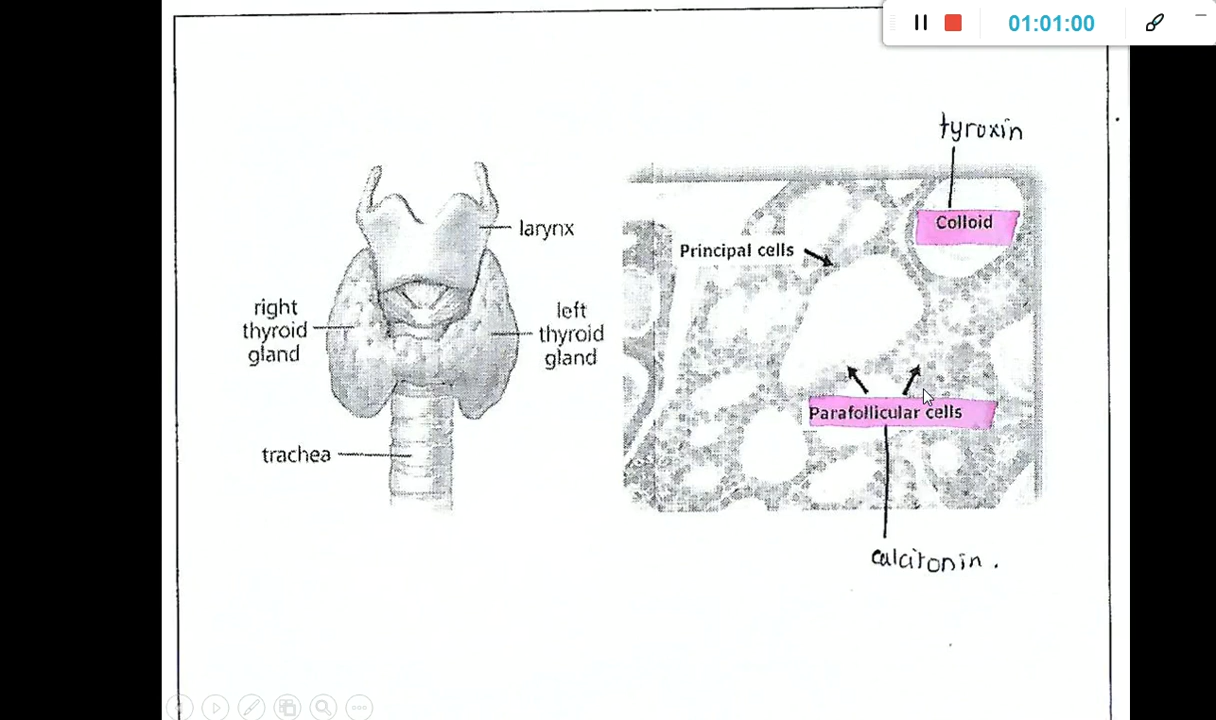 01:01:00
tyroxin
Colloid
Principal cells
Parafollicular cells
calcitonin.
larynx
right
thyroid
gland
left
thyroid
gland
trachea